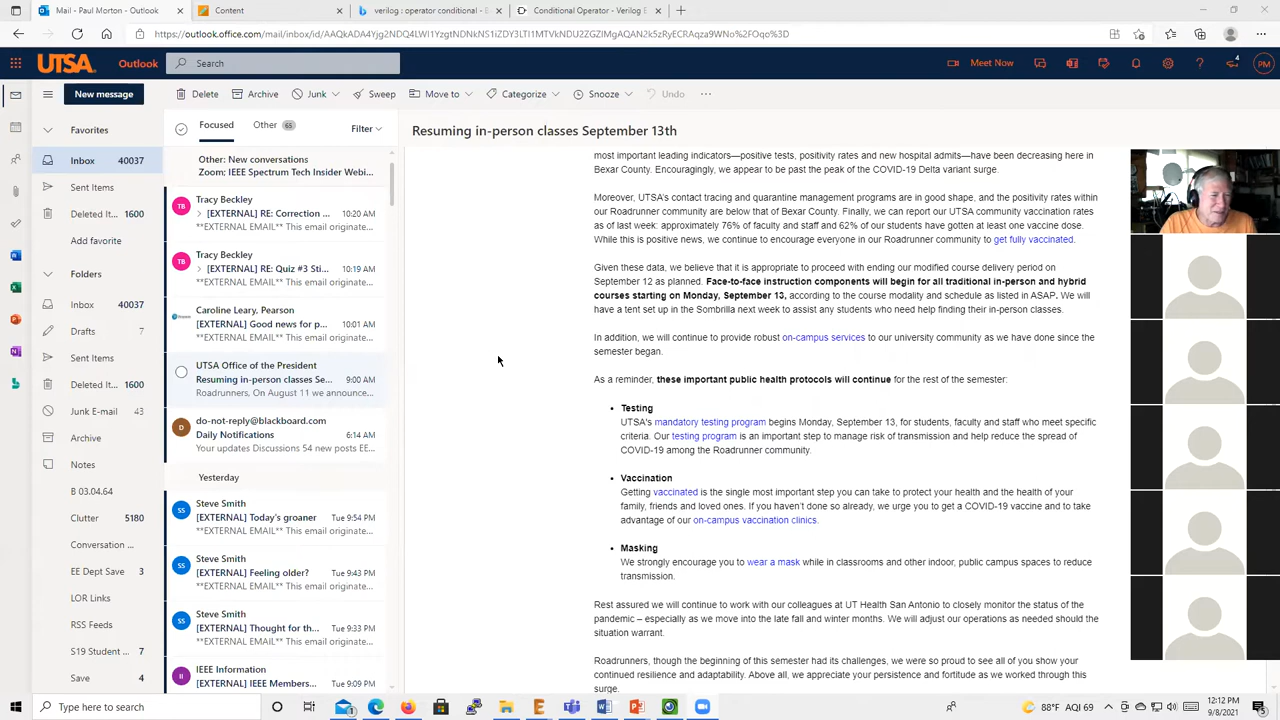 Mail - Paul Morton - Outlook
Content
verilog : operator conditional - B
Conditional Operator - Verilog E
https://outlook.office.com/mail/inbox/id/
UTSA
Outlook
Search
Meet Now
4
PM
New message
Delete
Archive
Junk
Sweep
Move to
Categorize
Snooze
Undo
Favorites
Inbox 40037
Sent Items
Deleted It... 1600
Add favorite
Folders
Inbox 40037
Drafts 7
Sent Items
Deleted It... 1600
Junk E-mail 43
Archive
Notes
B 03.04.64
Clutter 5180
Conversation ...
EE Dept Save 3
LOR Links
RSS Feeds
S19 Student ... 7
Save 4
Focused
Other 65
Filter
Other: New conversations
Zoom; IEEE Spectrum Tech Insider Webi...
TB
Tracy Beckley
[EXTERNAL] RE: Correction ... 10:20 AM
**EXTERNAL EMAIL** This email originate...
TB
Tracy Beckley
[EXTERNAL] RE: Quiz #3 Sti... 10:19 AM
**EXTERNAL EMAIL** This email originate...
Caroline Leary, Pearson
[EXTERNAL] Good news for p... 10:01 AM
**EXTERNAL EMAIL** This email originate...
UTSA Office of the President
Resuming in-person classes Se... 9:00 AM
Roadrunners, On August 11 we announce...
D
do-not-reply@blackboard.com
Daily Notifications 6:14 AM
Your updates Discussions 54 new posts EE...
Yesterday
SS
Steve Smith
[EXTERNAL] Today's groaner Tue 9:54 PM
**EXTERNAL EMAIL** This email originate...
SS
Steve Smith
[EXTERNAL] Feeling older? Tue 9:43 PM
**EXTERNAL EMAIL** This email originate...
SS
Steve Smith
[EXTERNAL] Thought for th... Tue 9:33 PM
**EXTERNAL EMAIL** This email originate...
II
IEEE Information
[EXTERNAL] IEEE Members... Tue 9:09 PM
Resuming in-person classes September 13th
most important leading indicators—positive tests, positivity rates and new hospital admits—have been decreasing here in
Bexar County. Encouragingly, we appear to be past the peak of the COVID-19 Delta variant surge.
Moreover, UTSA's contact tracing and quarantine management programs are in good shape, and the positivity rates within
our Roadrunner community are below that of Bexar County. Finally, we can report our UTSA community vaccination rates
as of last week: approximately 76% of faculty and staff and 62% of our students have gotten at least one vaccine dose.
While this is positive news, we continue to encourage everyone in our Roadrunner community to get fully vaccinated.
Given these data, we believe that it is appropriate to proceed with ending our modified course delivery period on
September 12 as planned. Face-to-face instruction components will begin for all traditional in-person and hybrid
courses starting on Monday, September 13, according to the course modality and schedule as listed in ASAP. We will
have a tent set up in the Sombrilla next week to assist any students who need help finding their in-person classes.
In addition, we will continue to provide robust on-campus services to our university community as we have done since the
semester began.
As a reminder, these important public health protocols will continue for the rest of the semester:
• Testing
UTSA's mandatory testing program begins Monday, September 13, for students, faculty and staff who meet specific
criteria. Our testing program is an important step to manage risk of transmission and help reduce the spread of
COVID-19 among the Roadrunner community.
• Vaccination
Getting vaccinated is the single most important step you can take to protect your health and the health of your
family, friends and loved ones. If you haven't done so already, we urge you to get a COVID-19 vaccine and to take
advantage of our on-campus vaccination clinics.
• Masking
We strongly encourage you to wear a mask while in classrooms and other indoor, public campus spaces to reduce
transmission.
Rest assured we will continue to work with our colleagues at UT Health San Antonio to closely monitor the status of the
pandemic – especially as we move into the late fall and winter months. We will adjust our operations as needed should the
situation warrant.
Roadrunners, though the beginning of this semester had its challenges, we were so proud to see all of you show your
continued resilience and adaptability. Above all, we appreciate your persistence and fortitude as we worked through this
surge.
Type here to search
88°F AQI 69
12:12 PM
9/8/2021